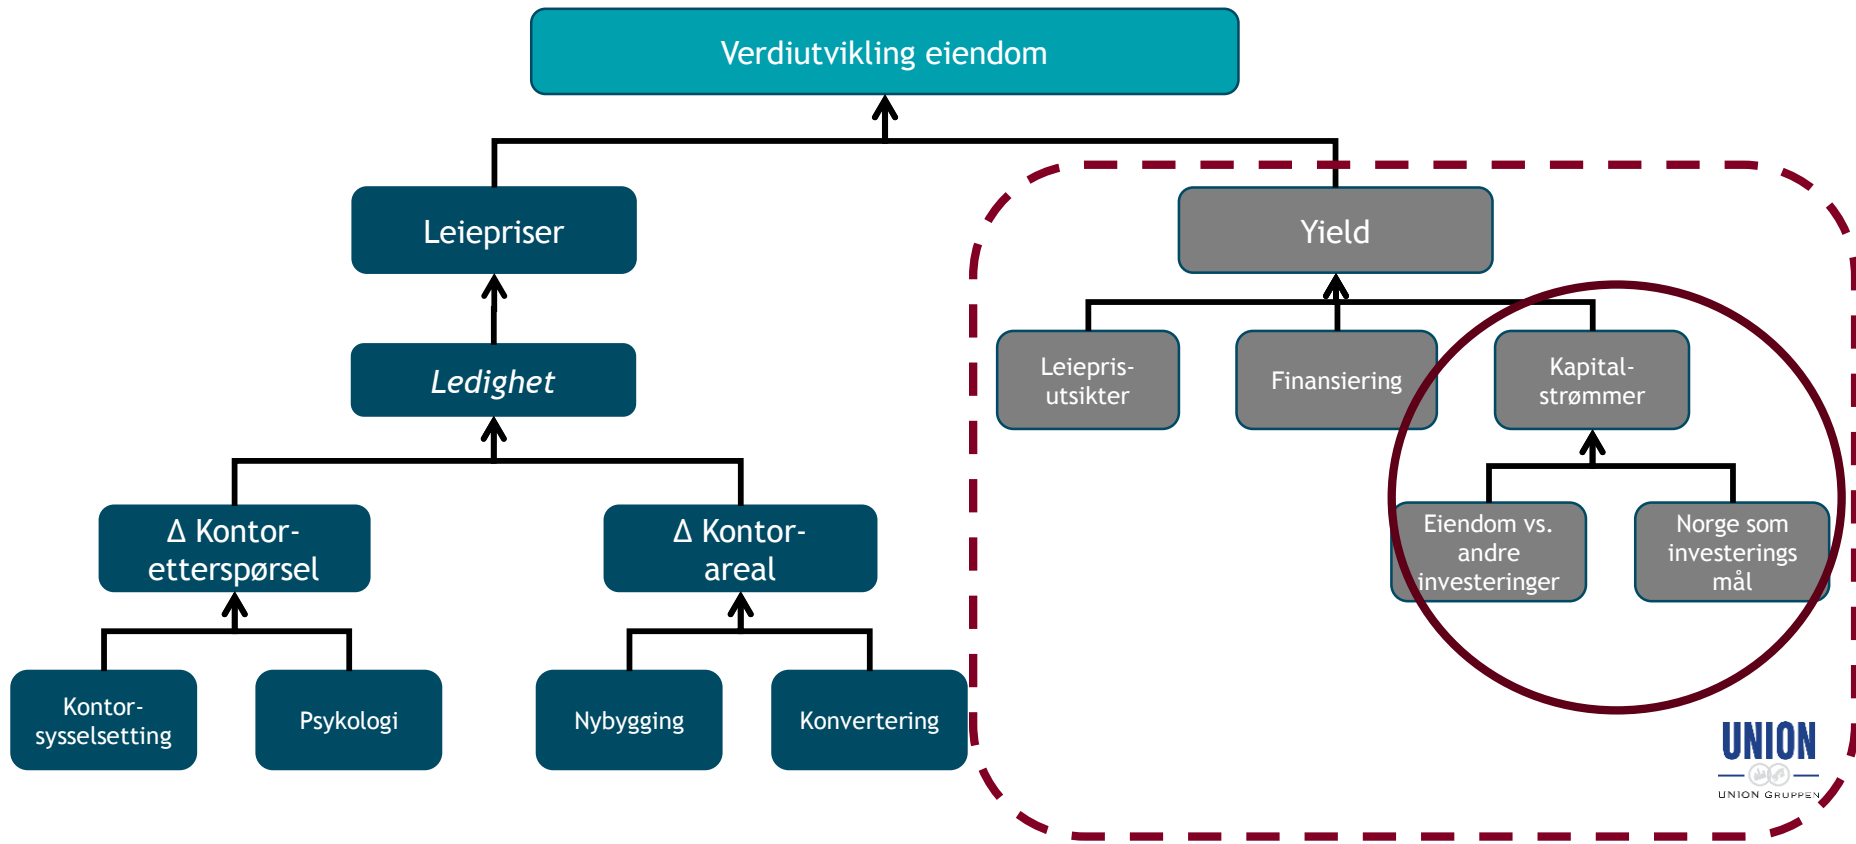 Verdiutvikling eiendom
Leiepriser
Yield
Ledighet
Leiepris-
utsikter
Finansiering
Kapital-
strømmer
Δ Kontor-
etterspørsel
Δ Kontor-
areal
Eiendom vs.
andre
investeringer
Norge som
investerings
mål
Kontor-
sysselsetting
Psykologi
Nybygging
Konvertering
UNION
UNION GRUPPEN